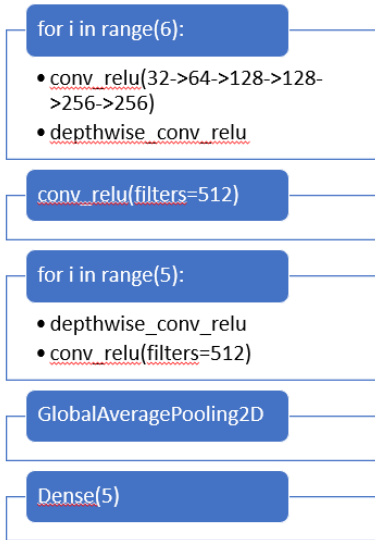 for i in range(6):
• conv_relu(32->64->128->128-
>256->256)
• depthwise_conv_relu
conv_relu(filters=512)
for i in range(5):
• depthwise_conv_relu
• conv_relu(filters=512)
GlobalAveragePooling2D
Dense(5)